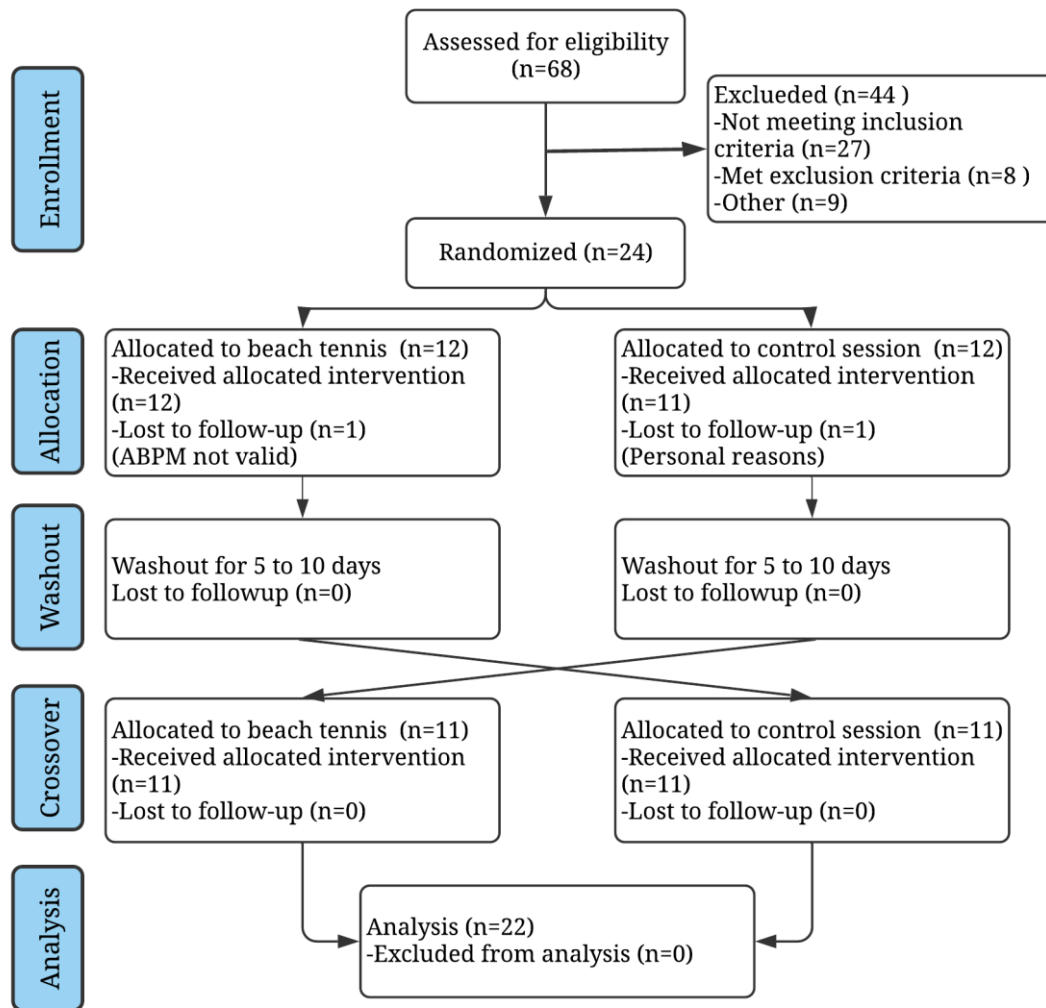 Enrollment
Assessed for eligibility
(n=68)
Exclueded (n=44 )
-Not meeting inclusion
criteria (n=27)
-Met exclusion criteria (n=8 )
-Other (n=9)
Randomized (n=24)
Allocation
Allocated to beach tennis  (n=12)
-Received allocated intervention
(n=12)
-Lost to follow-up (n=1)
(ABPM not valid)
Allocated to control session  (n=12)
-Received allocated intervention
(n=11)
-Lost to follow-up (n=1)
(Personal reasons)
Washout
Washout for 5 to 10 days
Lost to followup (n=0)
Washout for 5 to 10 days
Lost to followup (n=0)
Crossover
Allocated to beach tennis  (n=11)
-Received allocated intervention
(n=11)
-Lost to follow-up (n=0)
Allocated to control session  (n=11)
-Received allocated intervention
(n=11)
-Lost to follow-up (n=0)
Analysis
Analysis (n=22)
-Excluded from analysis (n=0)